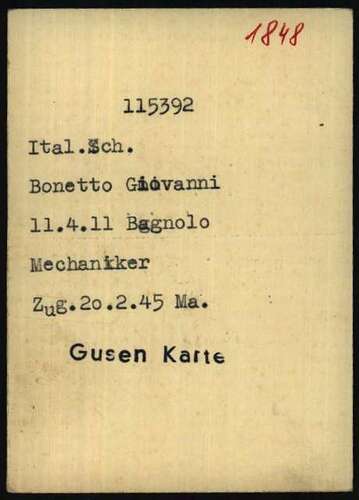 1848
115392
Ital.Sch.
Bonetto Giovanni
11.4.11 Bagnolo
Mechaniker
Zug.20.2.45 Ma.
Gusen Karte